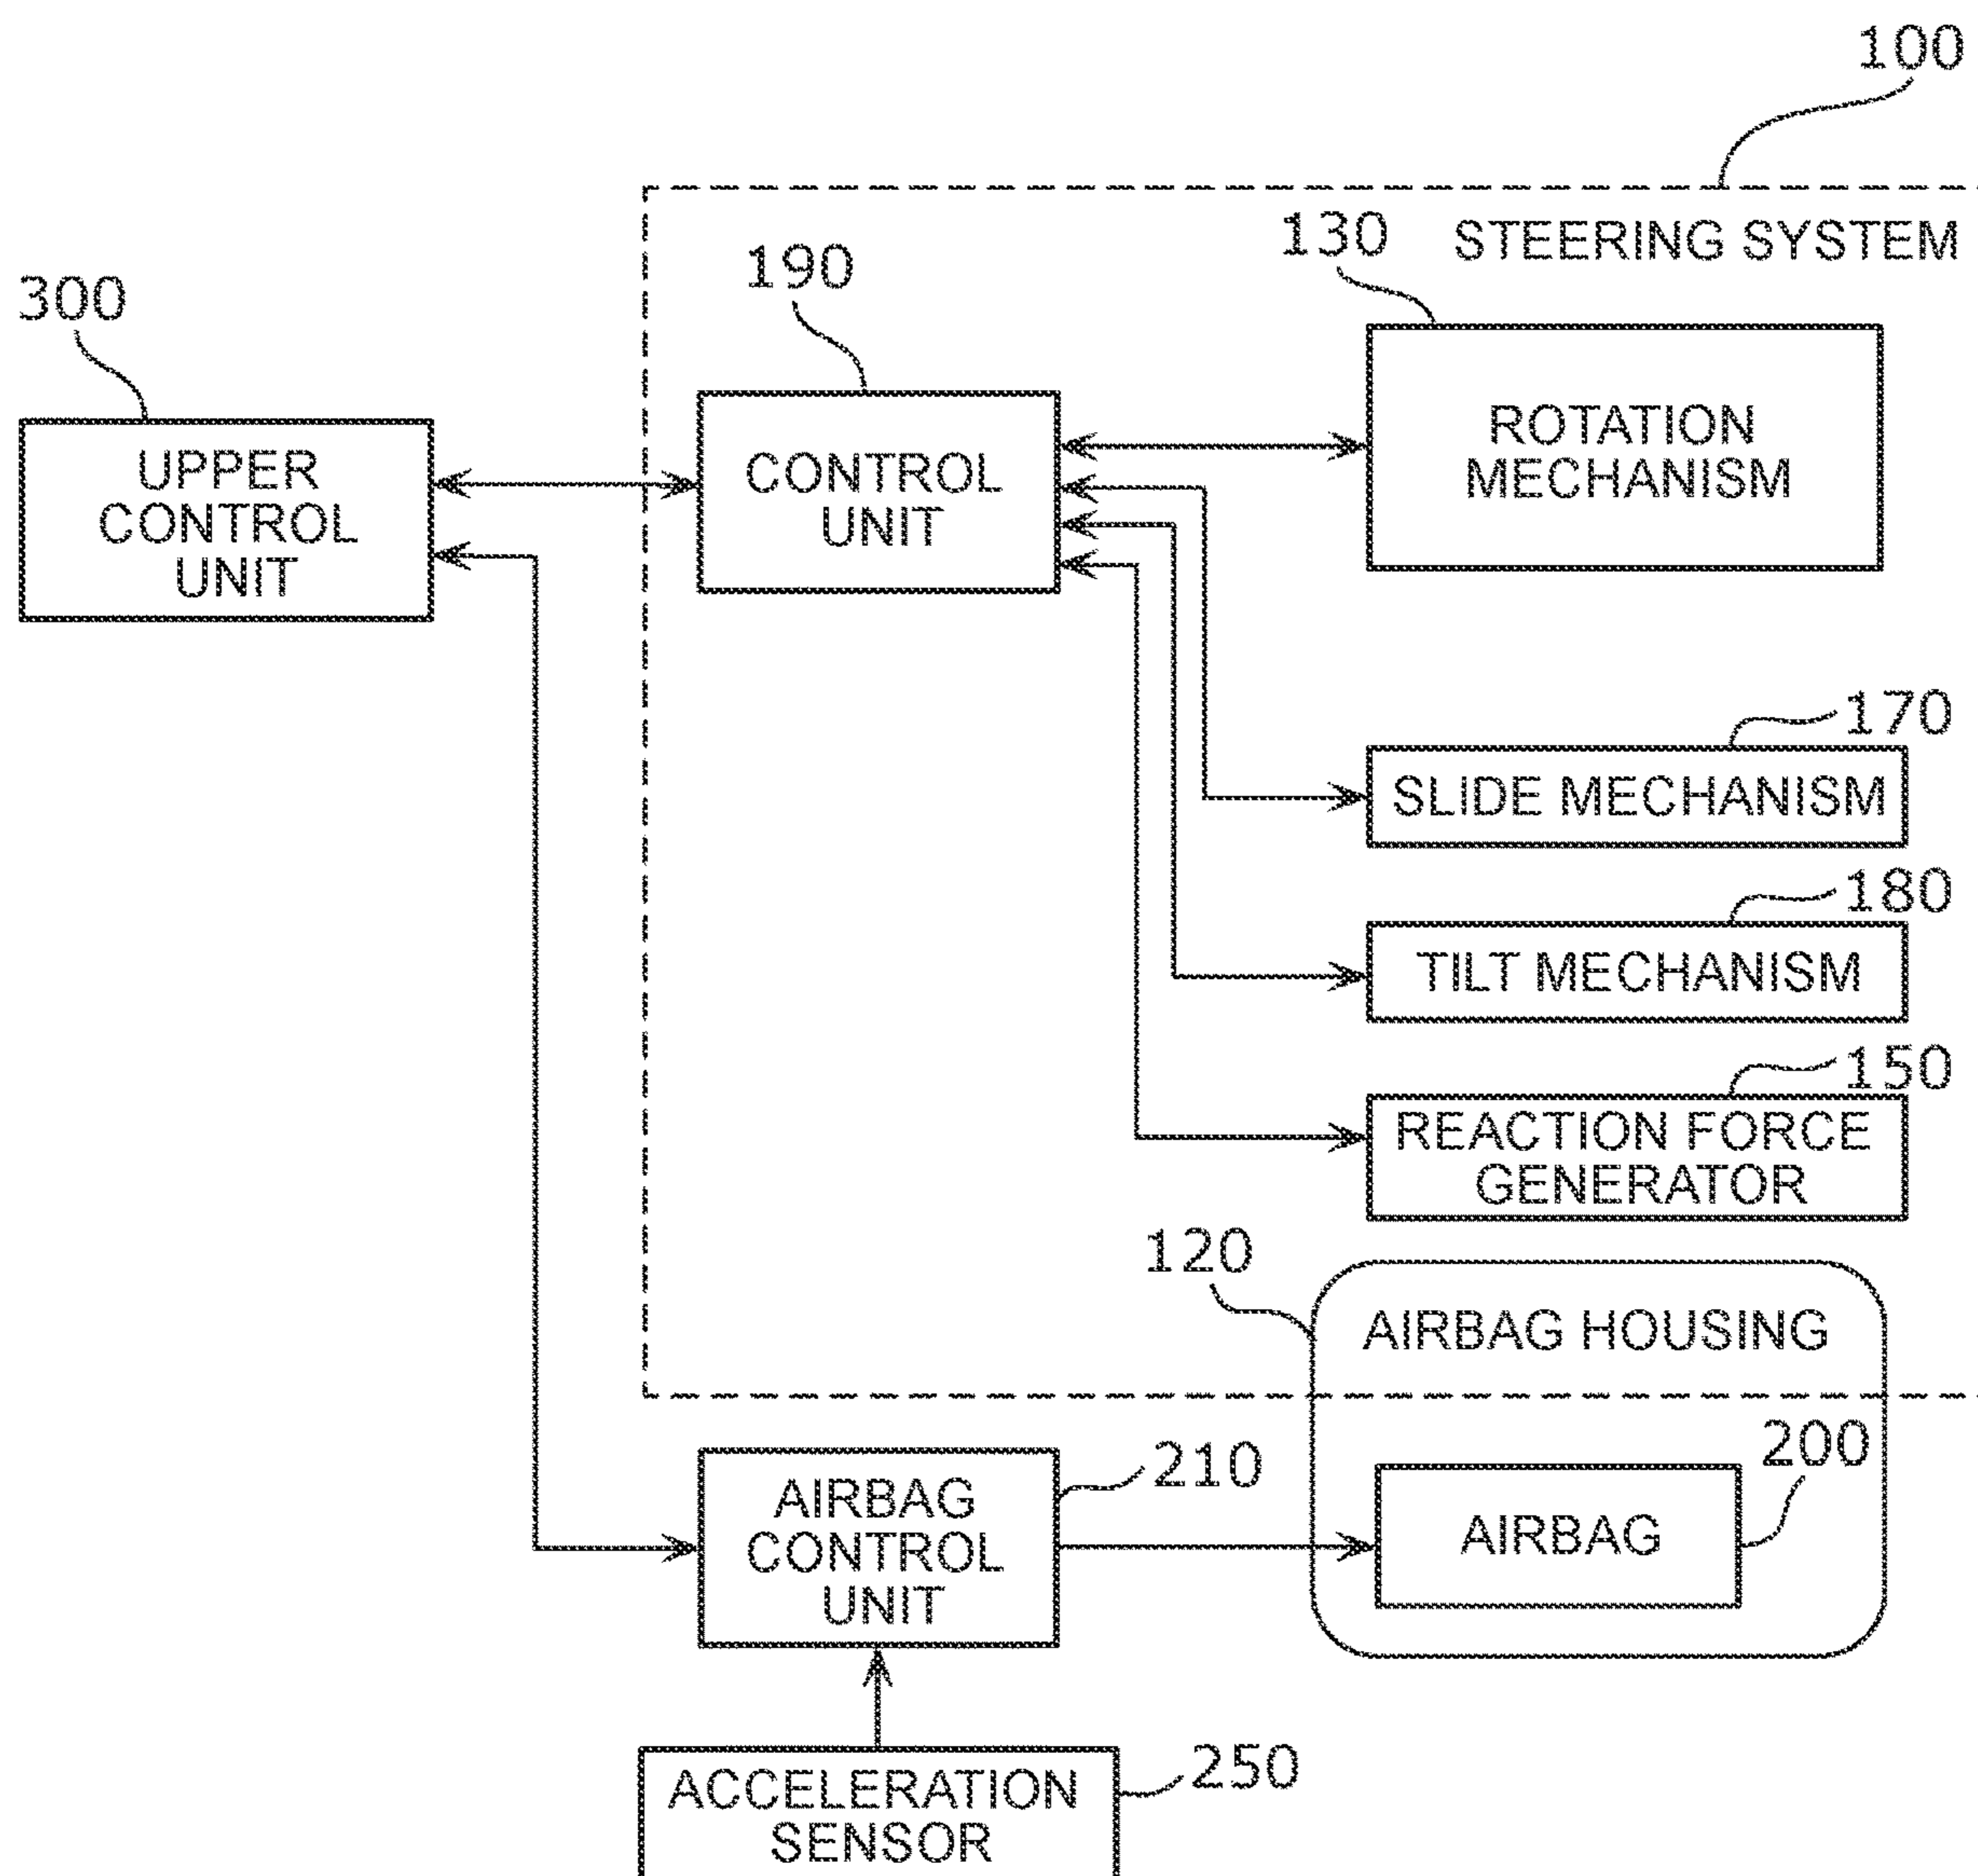 100
STEERING SYSTEM
130
190
300
ROTATION
MECHANISM
CONTROL
UNIT
UPPER
CONTROL
UNIT
170
SLIDE MECHANISM
180
TILT MECHANISM
150
REACTION FORCE
GENERATOR
120
AIRBAG HOUSING
200
210
AIRBAG
CONTROL
UNIT
AIRBAG
250
ACCELERATION
SENSOR